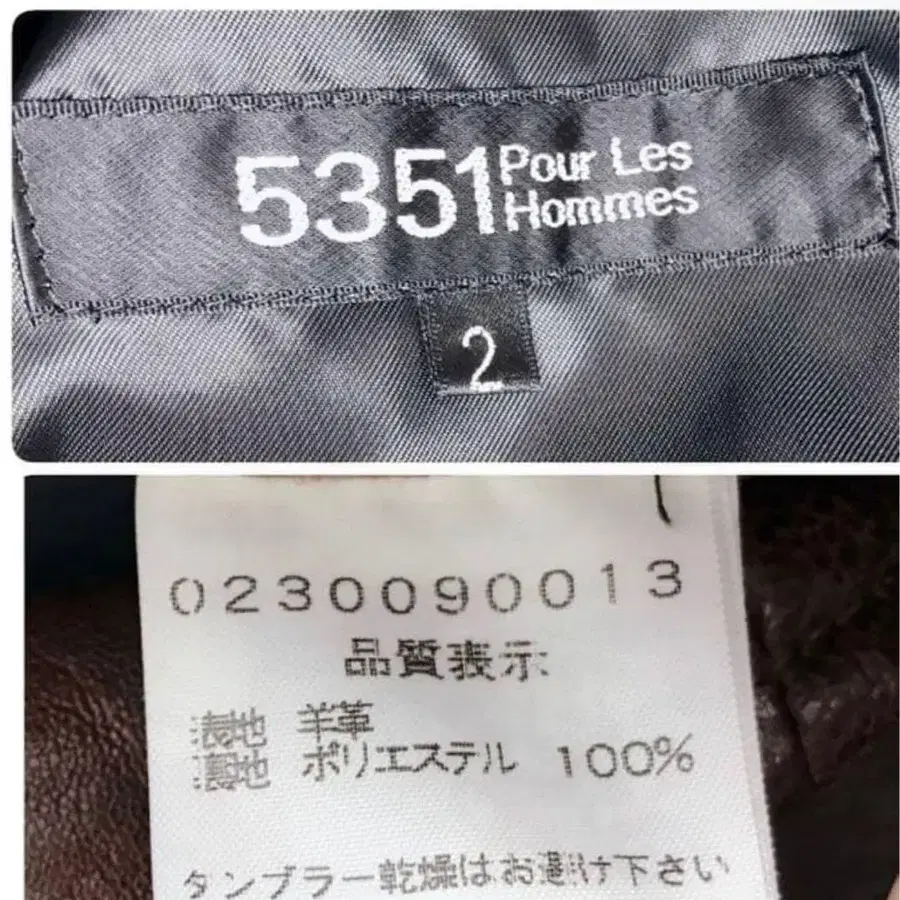 5351 Pour Les
Hommes
2
0230090013
品質表示
表地 羊革
裏地 ポリエステル 100%
タンブラー乾燥はお避け下さい